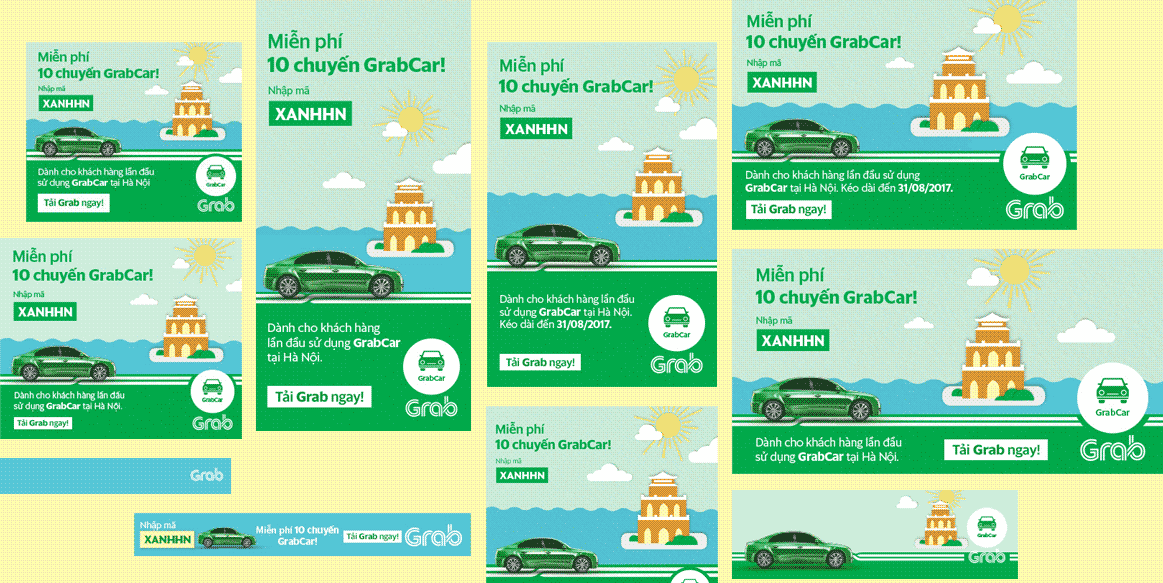 Miễn phí
10 chuyến GrabCar!
Nhập mã
XANHHN
Dành cho khách hàng lần đầu
sử dụng GrabCar tại Hà Nội
Tải Grab ngay!
GrabCar
Grab
Miễn phí
10 chuyến GrabCar!
Nhập mã
XANHHN
Dành cho khách hàng lần đầu
sử dụng GrabCar tại Hà Nội.
Tải Grab ngay!
GrabCar
Grab
Grab
Nhập mã
XANHHN
Miễn phí 10 chuyến
GrabCar!
Tải Grab ngay!
Grab
Miễn phí
10 chuyến GrabCar!
Nhập mã
XANHHN
Dành cho khách hàng
lần đầu sử dụng GrabCar
tại Hà Nội.
Tải Grab ngay!
GrabCar
Grab
Miễn phí
10 chuyến GrabCar!
Nhập mã
XANHHN
Dành cho khách hàng lần đầu
sử dụng GrabCar tại Hà Nội.
Kéo dài đến 31/08/2017.
Tải Grab ngay!
GrabCar
Grab
Miễn phí
10 chuyến GrabCar!
Nhập mã
XANHHN
Miễn phí
10 chuyến GrabCar!
Nhập mã
XANHHN
Dành cho khách hàng lần đầu sử dụng
GrabCar tại Hà Nội. Kéo dài đến 31/08/2017.
Tải Grab ngay!
GrabCar
Grab
Miễn phí
10 chuyến GrabCar!
Nhập mã
XANHHN
Dành cho khách hàng lần đầu
sử dụng GrabCar tại Hà Nội.
Tải Grab ngay!
GrabCar
Grab
GrabCar
Grab